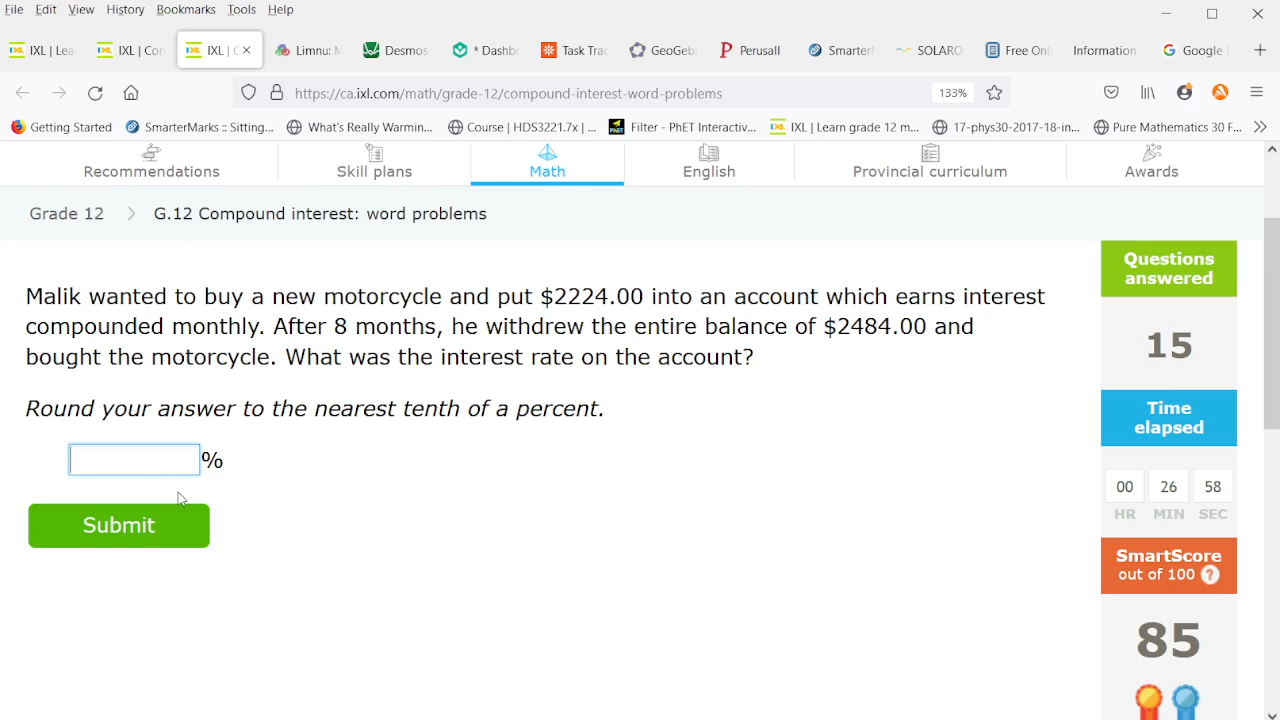 File Edit View History Bookmarks Tools Help
IXL | Lea IXL | Con IXL | C Limnu: M Desmos * Dashb Task Trac GeoGeb Perusall Smarter SOLARO Free Onl Information Google
https://ca.ixl.com/math/grade-12/compound-interest-word-problems 133%
Getting Started SmarterMarks :: Sitting... What's Really Warmin... Course | HDS3221.7x | ... Filter - PhET Interactiv... IXL | Learn grade 12 m... 17-phys30-2017-18-in... Pure Mathematics 30 F...
Recommendations Skill plans Math English Provincial curriculum Awards
Grade 12 > G.12 Compound interest: word problems
Malik wanted to buy a new motorcycle and put $2224.00 into an account which earns interest
compounded monthly. After 8 months, he withdrew the entire balance of $2484.00 and
bought the motorcycle. What was the interest rate on the account?
Round your answer to the nearest tenth of a percent.
%
Submit
Questions
answered
15
Time
elapsed
00 26 58
HR MIN SEC
SmartScore
out of 100 ?
85